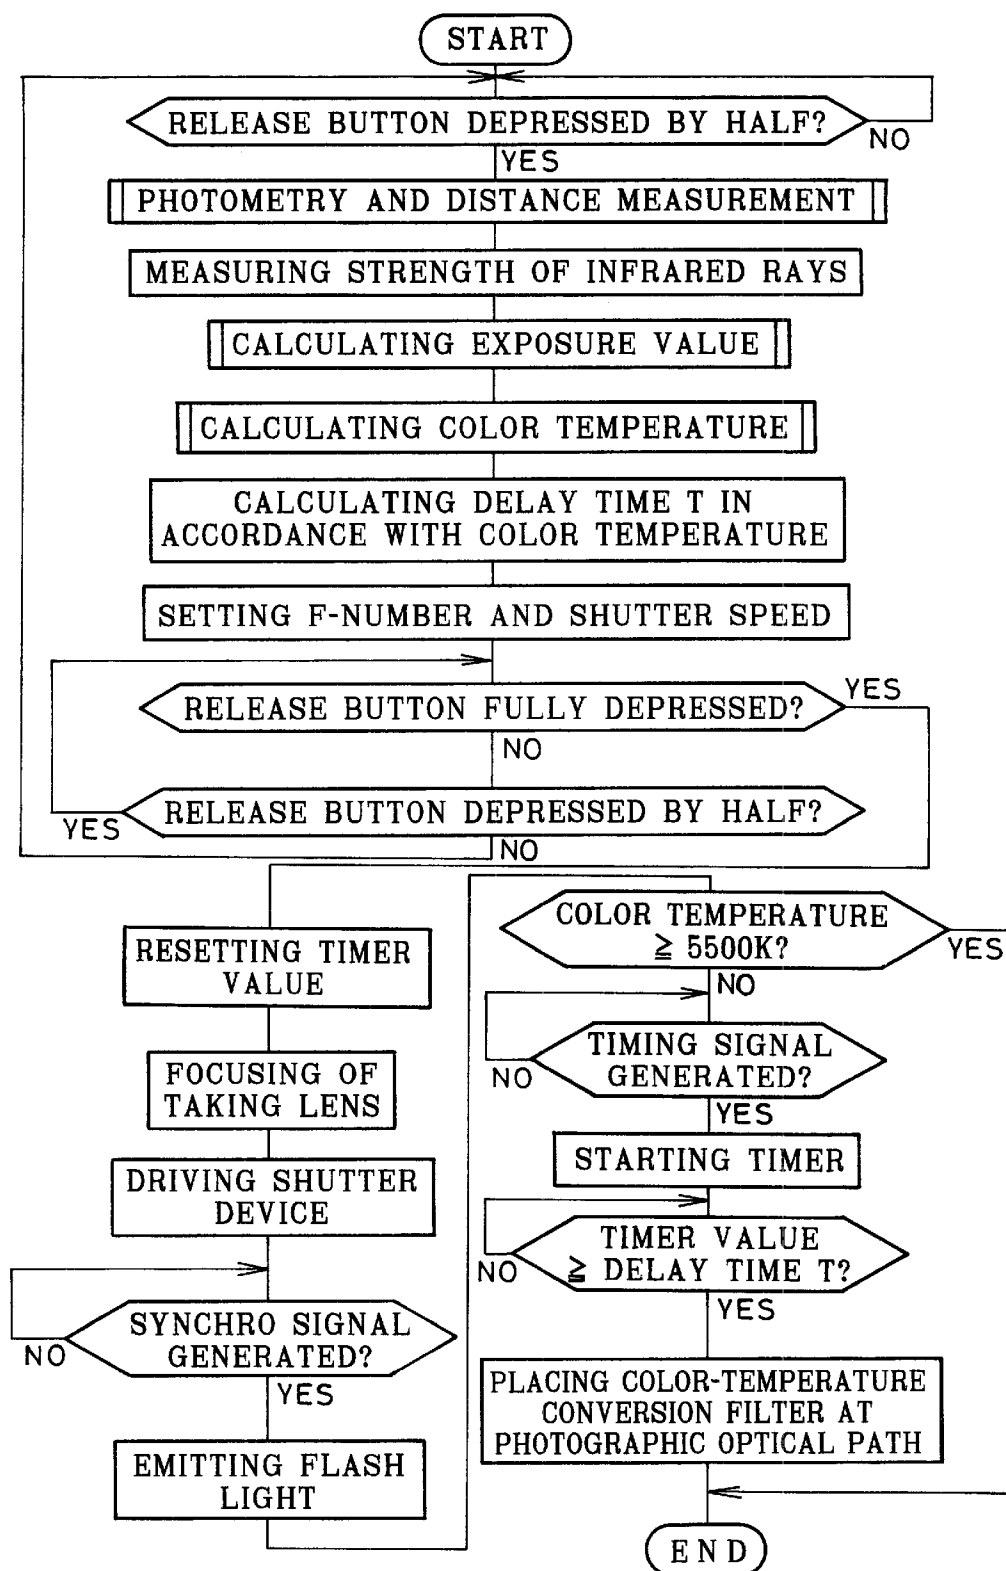 START
RELEASE BUTTON DEPRESSED BY HALF?
NO
YES
PHOTOMETRY AND DISTANCE MEASUREMENT
MEASURING STRENGTH OF INFRARED RAYS
CALCULATING EXPOSURE VALUE
CALCULATING COLOR TEMPERATURE
CALCULATING DELAY TIME T IN
ACCORDANCE WITH COLOR TEMPERATURE
SETTING F-NUMBER AND SHUTTER SPEED
RELEASE BUTTON FULLY DEPRESSED?
YES
NO
RELEASE BUTTON DEPRESSED BY HALF?
YES
NO
RESETTING TIMER
VALUE
FOCUSING OF
TAKING LENS
DRIVING SHUTTER
DEVICE
SYNCHRO SIGNAL
GENERATED?
NO
YES
EMITTING FLASH
LIGHT
COLOR TEMPERATURE
≧ 5500K?
YES
NO
TIMING SIGNAL
GENERATED?
NO
YES
STARTING TIMER
TIMER VALUE
≧ DELAY TIME T?
NO
YES
PLACING COLOR-TEMPERATURE
CONVERSION FILTER AT
PHOTOGRAPHIC OPTICAL PATH
END